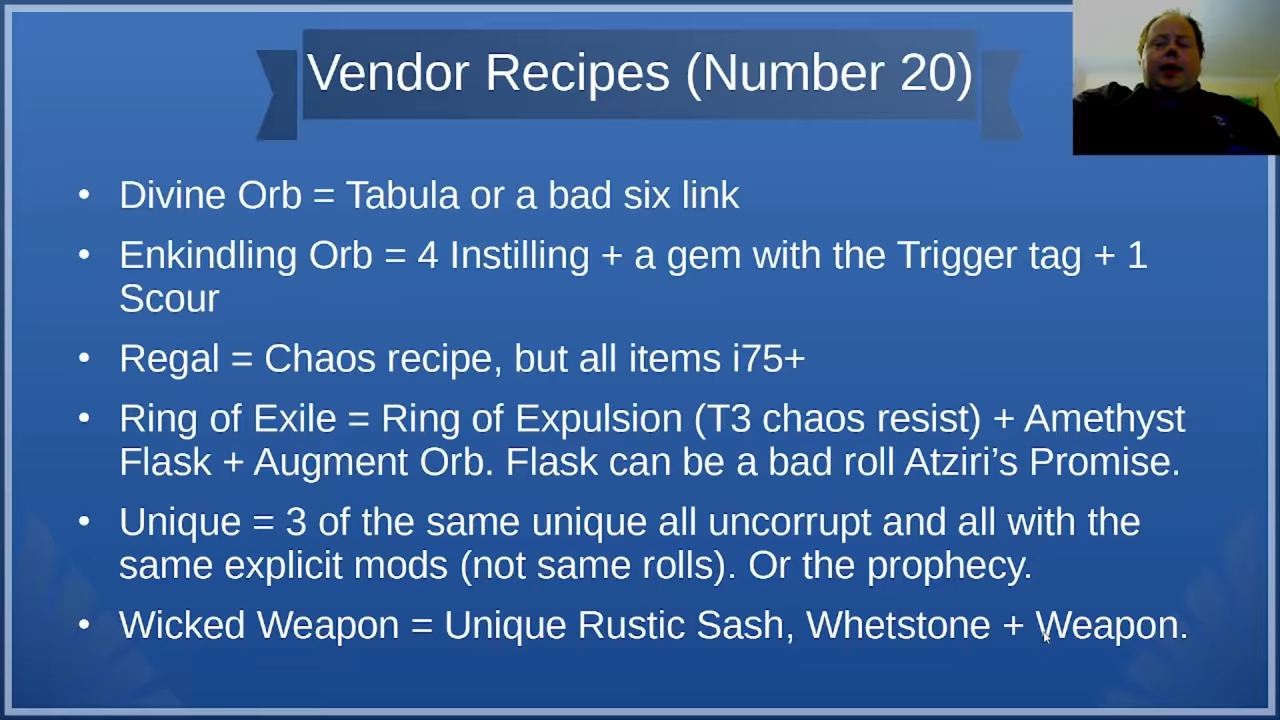 Vendor Recipes (Number 20)
• Divine Orb = Tabula or a bad six link
• Enkindling Orb = 4 Instilling + a gem with the Trigger tag + 1
Scour
• Regal = Chaos recipe, but all items i75+
• Ring of Exile = Ring of Expulsion (T3 chaos resist) + Amethyst
Flask + Augment Orb. Flask can be a bad roll Atziri’s Promise.
• Unique = 3 of the same unique all uncorrupt and all with the
same explicit mods (not same rolls). Or the prophecy.
• Wicked Weapon = Unique Rustic Sash, Whetstone + Weapon.